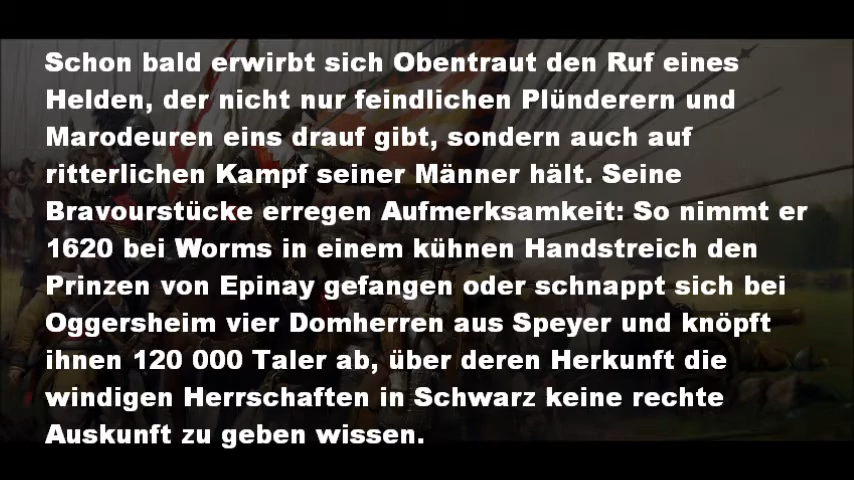 Schon bald erwirbt sich Obentraut den Ruf eines
Helden, der nicht nur feindlichen Plünderern und
Marodeuren eins drauf gibt, sondern auch auf
ritterlichen Kampf seiner Männer hält. Seine
Bravourstücke erregen Aufmerksamkeit: So nimmt er
1620 bei Worms in einem kühnen Handstreich den
Prinzen von Epinay gefangen oder schnappt sich bei
Oggersheim vier Domherren aus Speyer und knöpft
ihnen 120 000 Taler ab, über deren Herkunft die
windigen Herrschaften in Schwarz keine rechte
Auskunft zu geben wissen.